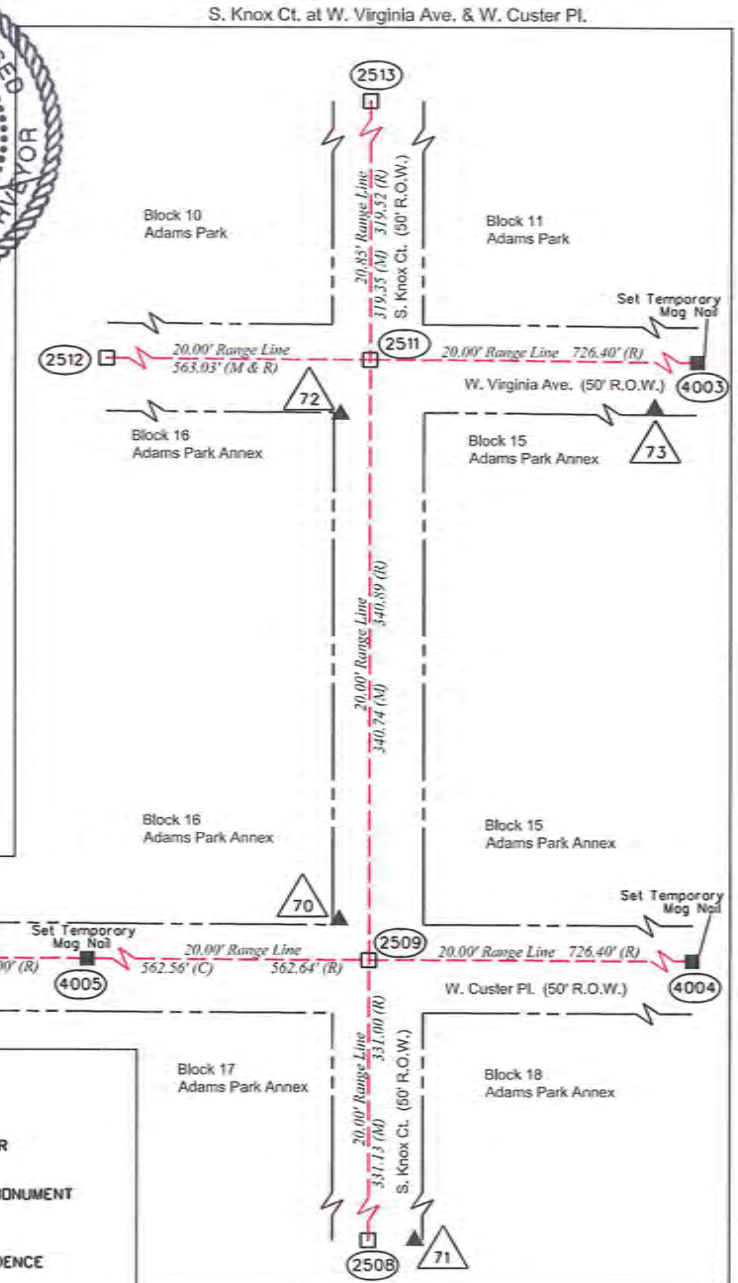 S. Knox Ct. at W. Virginia Ave. & W. Custer Pl.
2513
Block 10
Adams Park
20.85' Range Line
319.35 (M) 319.52 (R)
S. Knox Ct. (50' R.O.W.)
Block 11
Adams Park
Set Temporary
Mag Nail
2512
20.00' Range Line
563.03' (M & R)
2511
20.00' Range Line 726.40' (R)
4003
W. Virginia Ave. (50' R.O.W.)
72
Block 16
Adams Park Annex
Block 15
Adams Park Annex
73
20.00' Range Line
340.74 (M) 340.89 (R)
Block 16
Adams Park Annex
Block 15
Adams Park Annex
70
Set Temporary
Mag Nail
Set Temporary
Mag Nail
(R)
4005
20.00' Range Line
562.56' (C) 562.64' (R)
2509
20.00' Range Line 726.40' (R)
4004
W. Custer Pl. (50' R.O.W.)
Block 17
Adams Park Annex
20.00' Range Line
331.13 (M) 331.00 (R)
S. Knox Ct. (50' R.O.W.)
Block 18
Adams Park Annex
2508
71